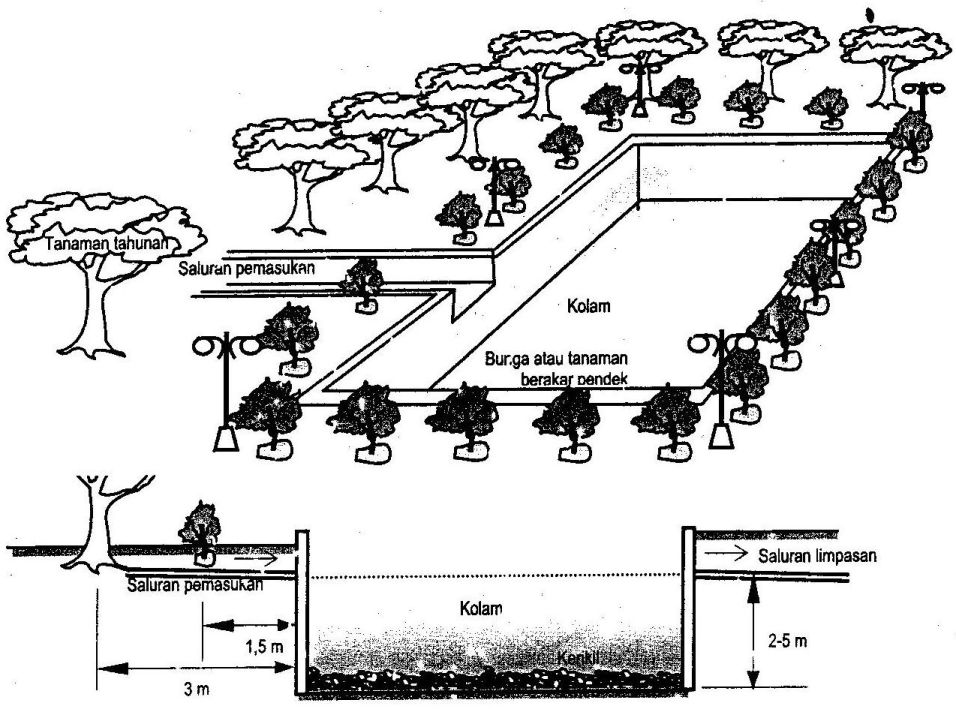 Tanaman tahunan
Saluran pemasukan
Kolam
Bunga atau tanaman
berakar pendek
Saluran limpasan
Saluran pemasukan
Kolam
1,5 m
2-5 m
Kerikil
3 m